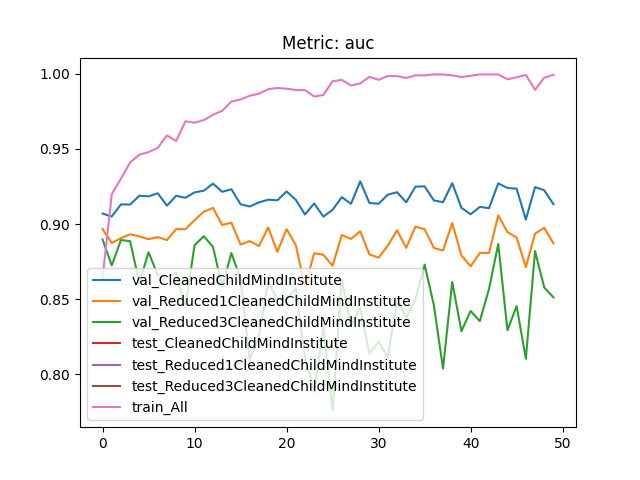 Metric: auc
1.00
0.95
0.90
0.85
0.80
val_CleanedChildMindInstitute
val_Reduced1CleanedChildMindInstitute
val_Reduced3CleanedChildMindInstitute
test_CleanedChildMindInstitute
test_Reduced1CleanedChildMindInstitute
test_Reduced3CleanedChildMindInstitute
train_All
0 10 20 30 40 50